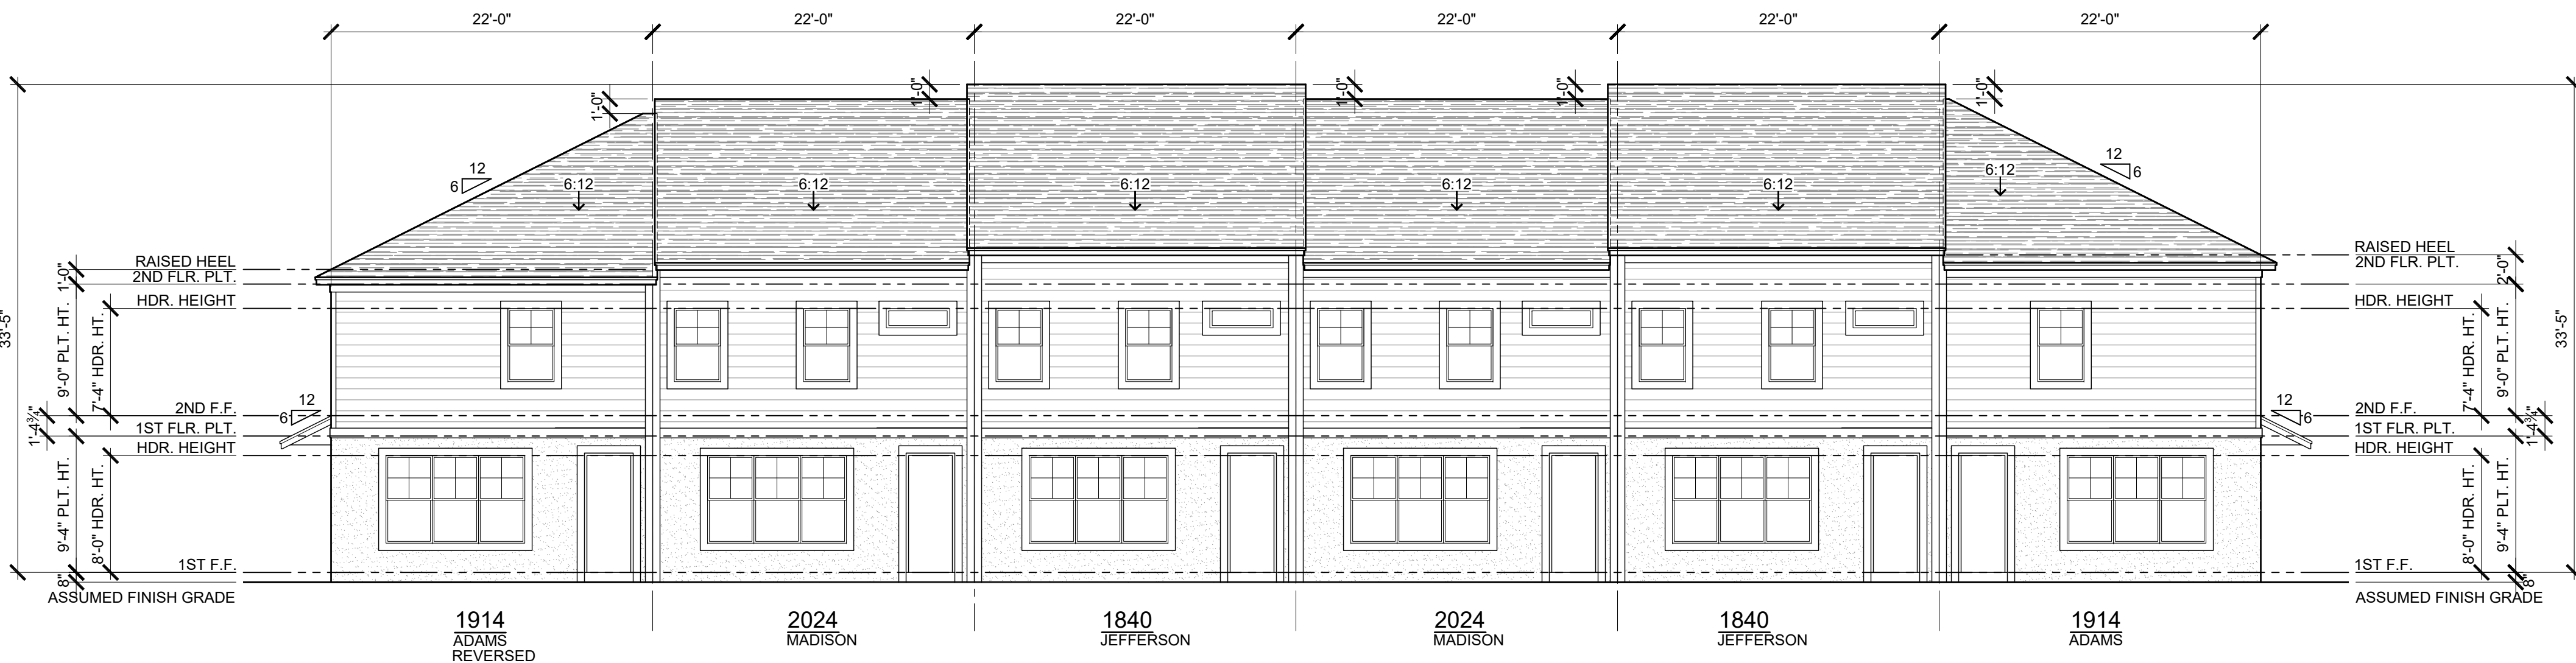 22'-0" 22'-0" 22'-0" 22'-0" 22'-0" 22'-0"
1'-0" 1'-0" 1'-0" 1'-0" 1'-0"
12 6
6:12 6:12 6:12 6:12 6:12 6:12
12 6
33'-5"
RAISED HEEL
2ND FLR. PLT.
HDR. HEIGHT
2ND F.F.
1ST FLR. PLT.
HDR. HEIGHT
1ST F.F.
ASSUMED FINISH GRADE
1'-0"
9'-0" PLT. HT.
7'-4" HDR. HT.
1'-4¾"
9'-4" PLT. HT.
8'-0" HDR. HT.
8"
12 6
12 6
RAISED HEEL
2ND FLR. PLT.
HDR. HEIGHT
2ND F.F.
1ST FLR. PLT.
HDR. HEIGHT
1ST F.F.
ASSUMED FINISH GRADE
2'-0"
7'-4" HDR. HT.
9'-0" PLT. HT.
1'-4¾"
8'-0" HDR. HT.
9'-4" PLT. HT.
8"
33'-5"
1914
ADAMS
REVERSED
2024
MADISON
1840
JEFFERSON
2024
MADISON
1840
JEFFERSON
1914
ADAMS